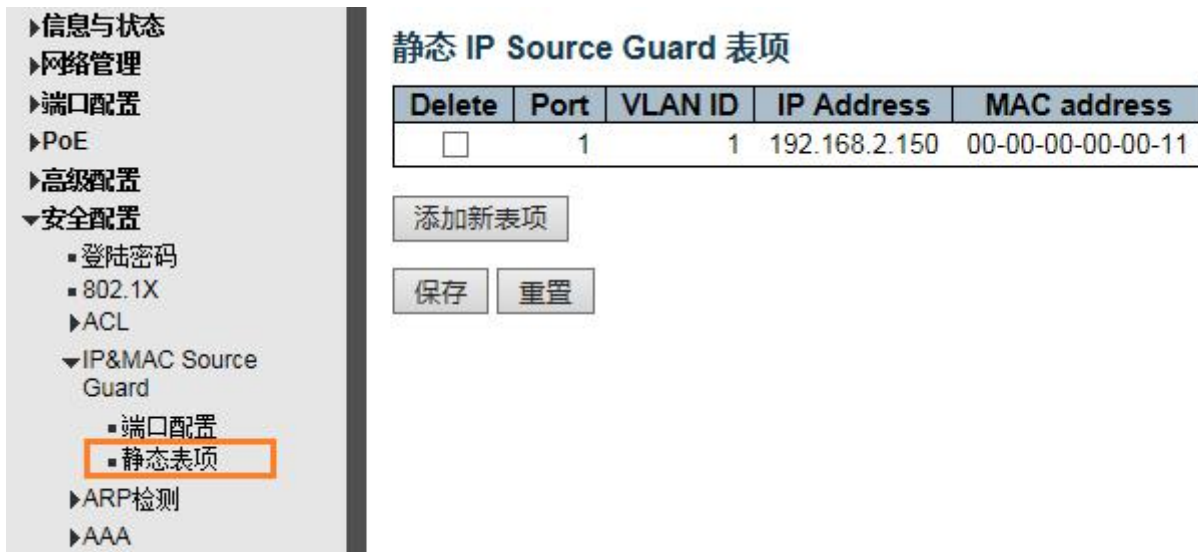 信息与状态
网络管理
端口配置
PoE
高级配置
安全配置
登陆密码
802.1X
ACL
IP&MAC Source
Guard
端口配置
静态表项
ARP检测
AAA
静态 IP Source Guard 表项
Delete Port VLAN ID IP Address MAC address
1 1 192.168.2.150 00-00-00-00-00-11
添加新表项
保存 重置